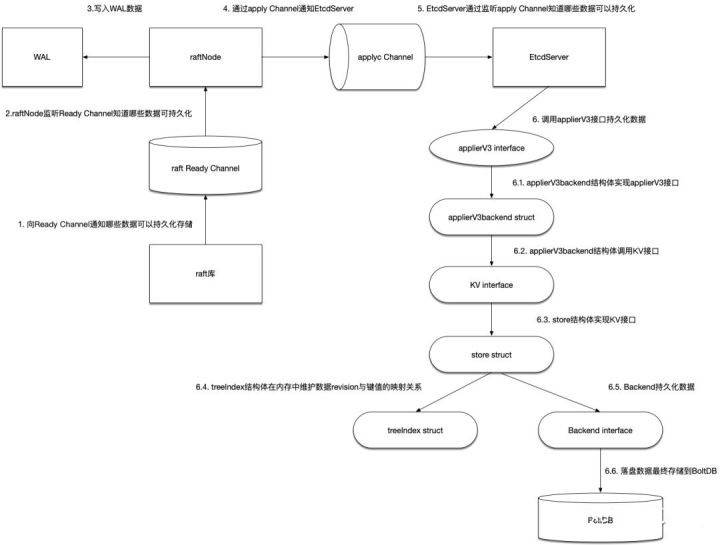 3.写入WAL数据
4. 通过apply Channel通知EtcdServer
5. EtcdServer通过监听apply Channel知道哪些数据可以持久化
WAL
raftNode
applyc Channel
EtcdServer
2.raftNode监听Ready Channel知道哪些数据可持久化
6. 调用applierV3接口持久化数据
applierV3 interface
raft Ready Channel
6.1. applierV3backend结构体实现applierV3接口
applierV3backend struct
1. 向Ready Channel通知哪些数据可以持久化存储
6.2. applierV3backend结构体调用KV接口
raft库
KV interface
6.3. store结构体实现KV接口
store struct
6.4. treeIndex结构体在内存中维护数据revision与键值的映射关系
6.5. Backend持久化数据
treeIndex struct
Backend interface
6.6. 落盘数据最终存储到BoltDB